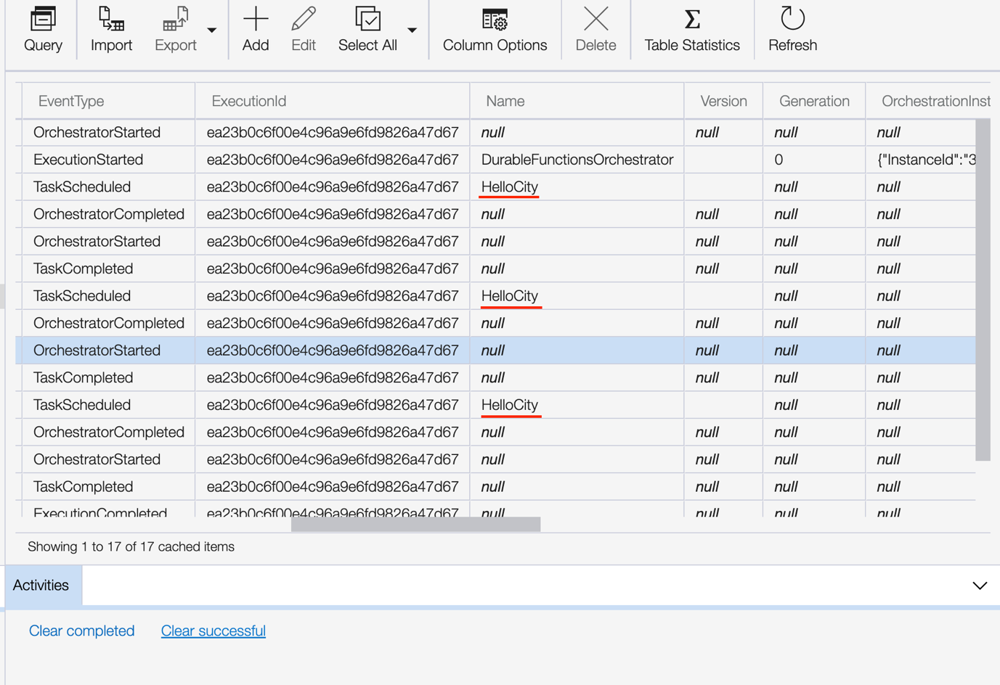 Query Import Export Add Edit Select All Column Options Delete Table Statistics Refresh
EventType ExecutionId Name Version Generation OrchestrationInst
OrchestratorStarted ea23b0c6f00e4c96a9e6fd9826a47d67 null null null null
ExecutionStarted ea23b0c6f00e4c96a9e6fd9826a47d67 DurableFunctionsOrchestrator 0 {"InstanceId":"3
TaskScheduled ea23b0c6f00e4c96a9e6fd9826a47d67 HelloCity null null
OrchestratorCompleted ea23b0c6f00e4c96a9e6fd9826a47d67 null null null null
OrchestratorStarted ea23b0c6f00e4c96a9e6fd9826a47d67 null null null null
TaskCompleted ea23b0c6f00e4c96a9e6fd9826a47d67 null null null null
TaskScheduled ea23b0c6f00e4c96a9e6fd9826a47d67 HelloCity null null
OrchestratorCompleted ea23b0c6f00e4c96a9e6fd9826a47d67 null null null null
OrchestratorStarted ea23b0c6f00e4c96a9e6fd9826a47d67 null null null null
TaskCompleted ea23b0c6f00e4c96a9e6fd9826a47d67 null null null null
TaskScheduled ea23b0c6f00e4c96a9e6fd9826a47d67 HelloCity null null
OrchestratorCompleted ea23b0c6f00e4c96a9e6fd9826a47d67 null null null null
OrchestratorStarted ea23b0c6f00e4c96a9e6fd9826a47d67 null null null null
TaskCompleted ea23b0c6f00e4c96a9e6fd9826a47d67 null null null null
ExecutionCompleted ea23b0c6f00e4c96a9e6fd9826a47d67 null null null null
Showing 1 to 17 of 17 cached items
Activities
Clear completed Clear successful